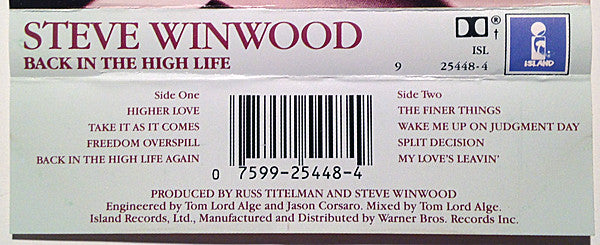 STEVE WINWOOD
BACK IN THE HIGH LIFE
® †
ISL
9 25448-4
ISLAND
Side One
HIGHER LOVE
TAKE IT AS IT COMES
FREEDOM OVERSPILL
BACK IN THE HIGH LIFE AGAIN
Side Two
THE FINER THINGS
WAKE ME UP ON JUDGMENT DAY
SPLIT DECISION
MY LOVE'S LEAVIN'
0 7599-25448-4
PRODUCED BY RUSS TITELMAN AND STEVE WINWOOD
Engineered by Tom Lord Alge and Jason Corsaro. Mixed by Tom Lord Alge.
Island Records, Ltd., Manufactured and Distributed by Warner Bros. Records Inc.